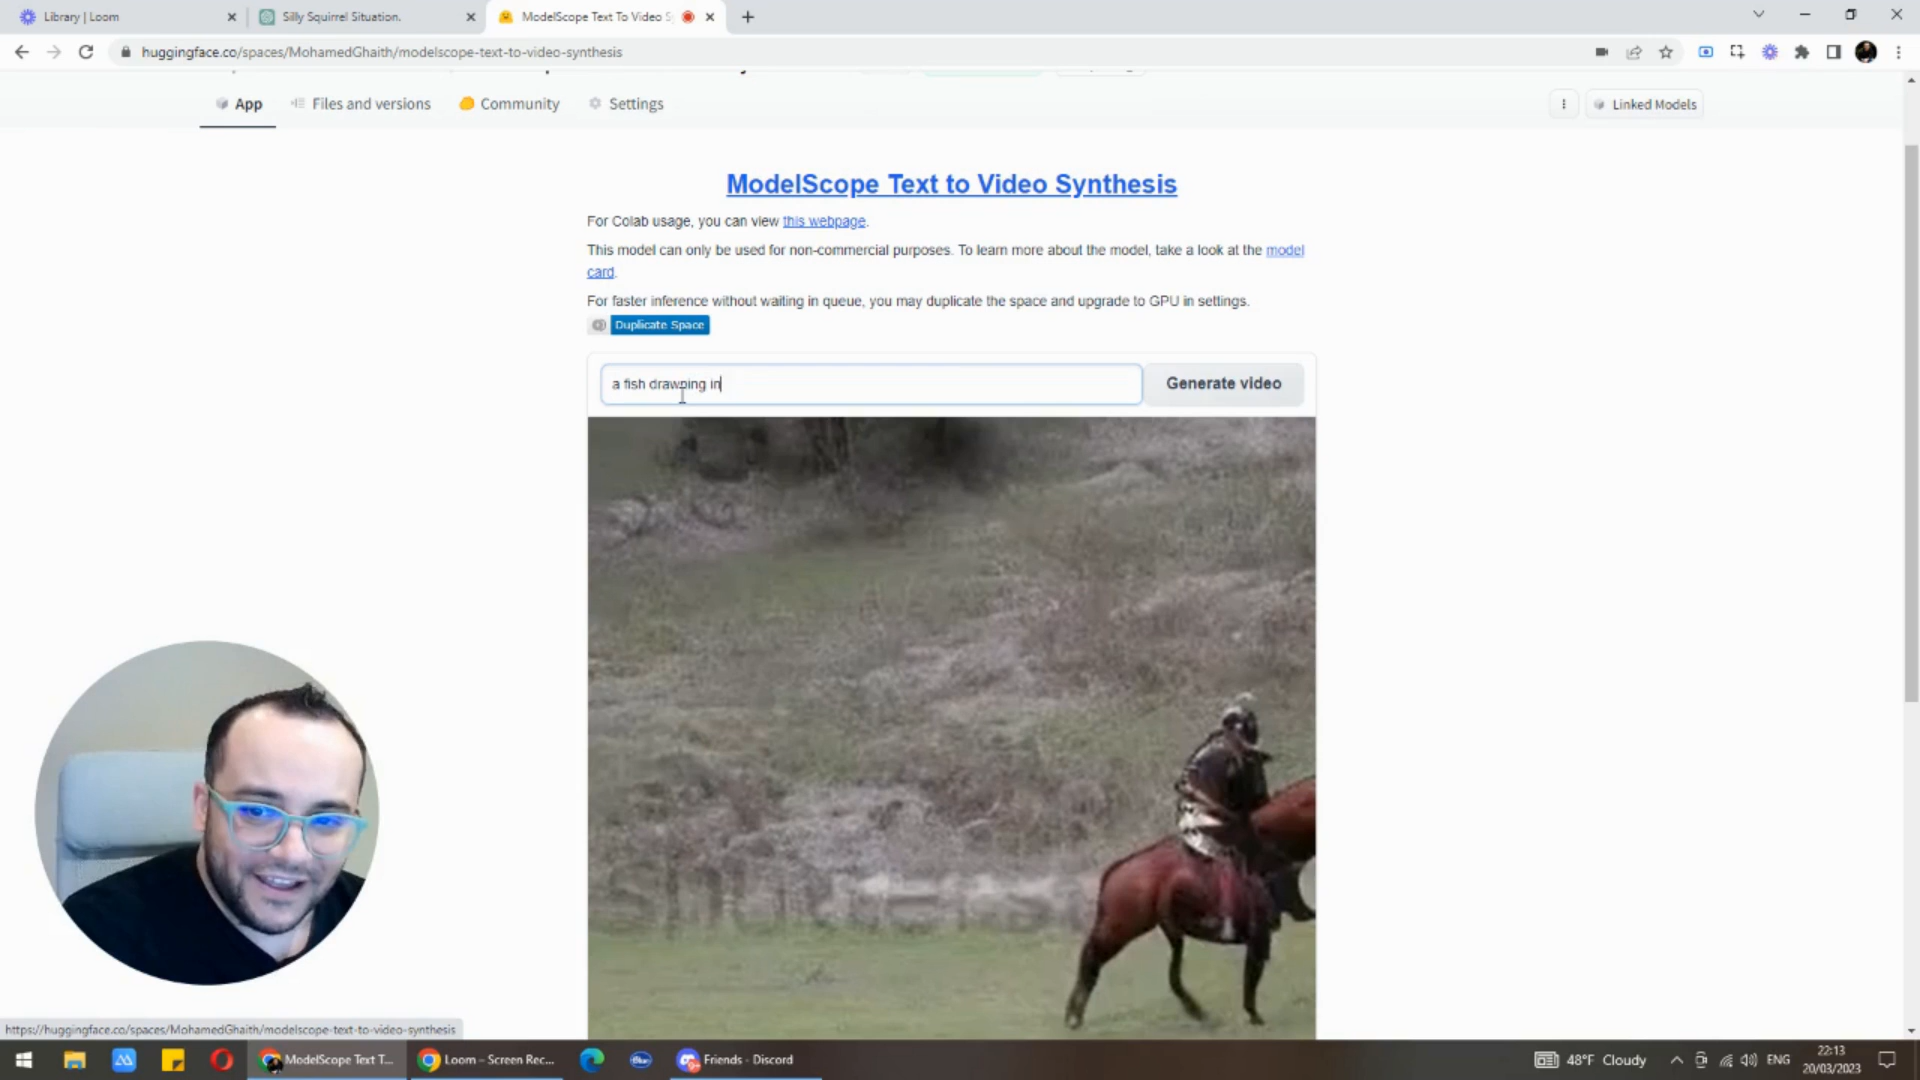 Library | Loom
Silly Squirrel Situation.
ModelScope Text To Video S
huggingface.co/spaces/MohamedGhaith/modelscope-text-to-video-synthesis
App
Files and versions
Community
Settings
Linked Models
ModelScope Text to Video Synthesis
For Colab usage, you can view this webpage.
This model can only be used for non-commercial purposes. To learn more about the model, take a look at the model
card.
For faster inference without waiting in queue, you may duplicate the space and upgrade to GPU in settings.
Duplicate Space
a fish drawning in
Generate video
https://huggingface.co/spaces/MohamedGhaith/modelscope-text-to-video-synthesis
ModelScope Text T...
Loom – Screen Rec...
Friends - Discord
48°F Cloudy
ENG
22:13
20/03/2023